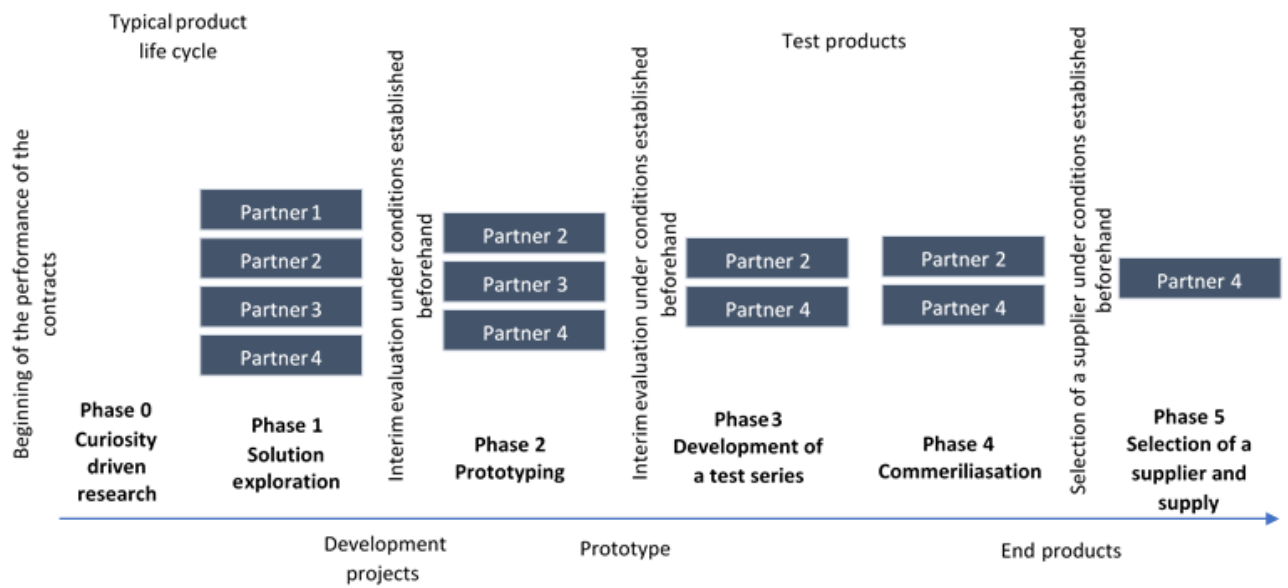 Typical product
life cycle
Test products
Beginning of the performance of the
contracts
Partner 1
Partner 2
Partner 3
Partner 4
Interim evaluation under conditions established
beforehand
Partner 2
Partner 3
Partner 4
Interim evaluation under conditions established
beforehand
Partner 2
Partner 4
Partner 2
Partner 4
Selection of a supplier under conditions established
beforehand
Partner 4
Phase 0
Curiosity
driven
research
Phase 1
Solution
exploration
Phase 2
Prototyping
Phase 3
Development of
a test series
Phase 4
Commeriliasation
Phase 5
Selection of a
supplier and
supply
Development
projects
Prototype
End products